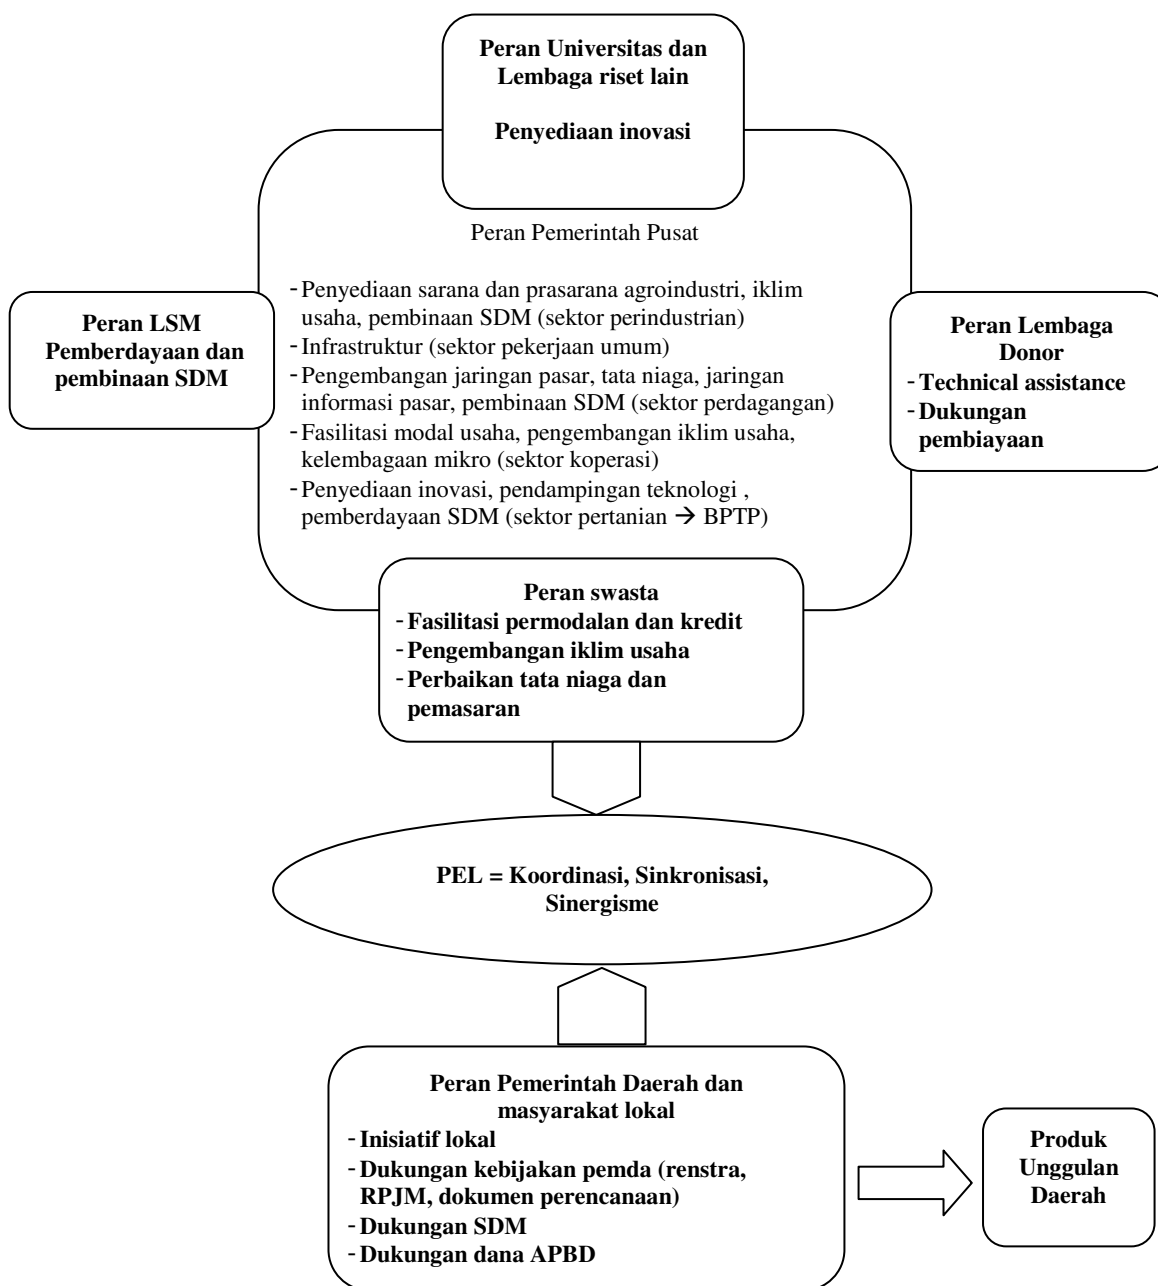 Peran Universitas dan
Lembaga riset lain
Penyediaan inovasi
Peran Pemerintah Pusat
- Penyediaan sarana dan prasarana agroindustri, iklim
usaha, pembinaan SDM (sektor perindustrian)
- Infrastruktur (sektor pekerjaan umum)
- Pengembangan jaringan pasar, tata niaga, jaringan
informasi pasar, pembinaan SDM (sektor perdagangan)
- Fasilitasi modal usaha, pengembangan iklim usaha,
kelembagaan mikro (sektor koperasi)
- Penyediaan inovasi, pendampingan teknologi ,
pemberdayaan SDM (sektor pertanian → BPTP)
Peran LSM
Pemberdayaan dan
pembinaan SDM
Peran Lembaga
Donor
- Technical assistance
- Dukungan
pembiayaan
Peran swasta
- Fasilitasi permodalan dan kredit
- Pengembangan iklim usaha
- Perbaikan tata niaga dan
pemasaran
PEL = Koordinasi, Sinkronisasi,
Sinergisme
Peran Pemerintah Daerah dan
masyarakat lokal
- Inisiatif lokal
- Dukungan kebijakan pemda (renstra,
RPJM, dokumen perencanaan)
- Dukungan SDM
- Dukungan dana APBD
Produk
Unggulan
Daerah